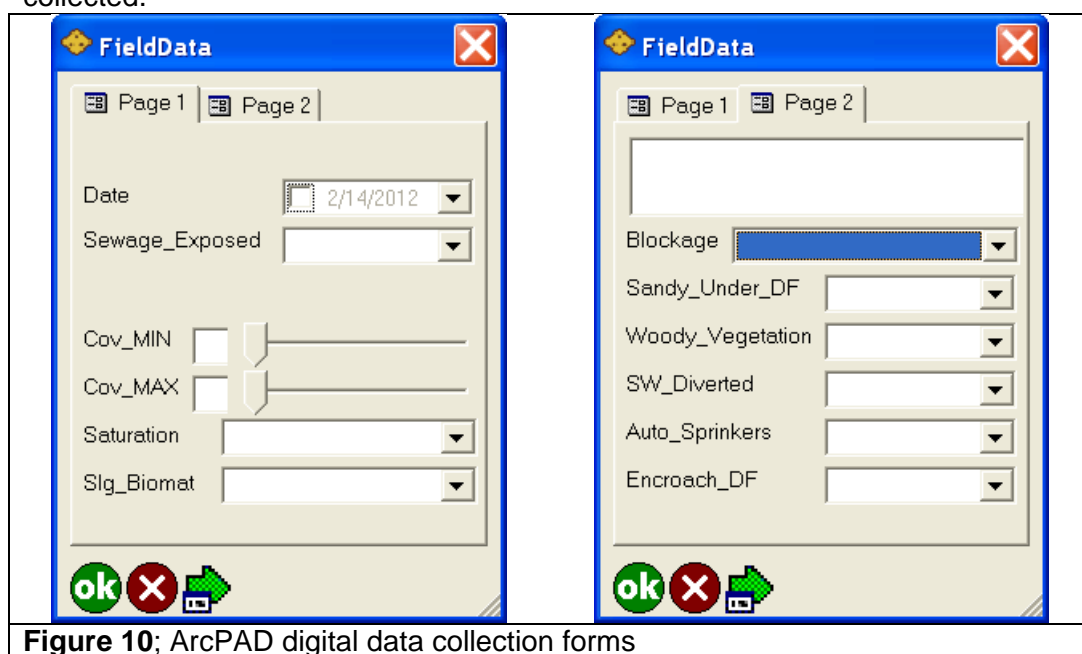 collected.
FieldData
Page 1 Page 2
Date 2/14/2012
Sewage_Exposed
Cov_MIN
Cov_MAX
Saturation
Slg_Biomat
ok
FieldData
Page 1 Page 2
Blockage
Sandy_Under_DF
Woody_Vegetation
SW_Diverted
Auto_Sprinkers
Encroach_DF
ok
Figure 10; ArcPAD digital data collection forms